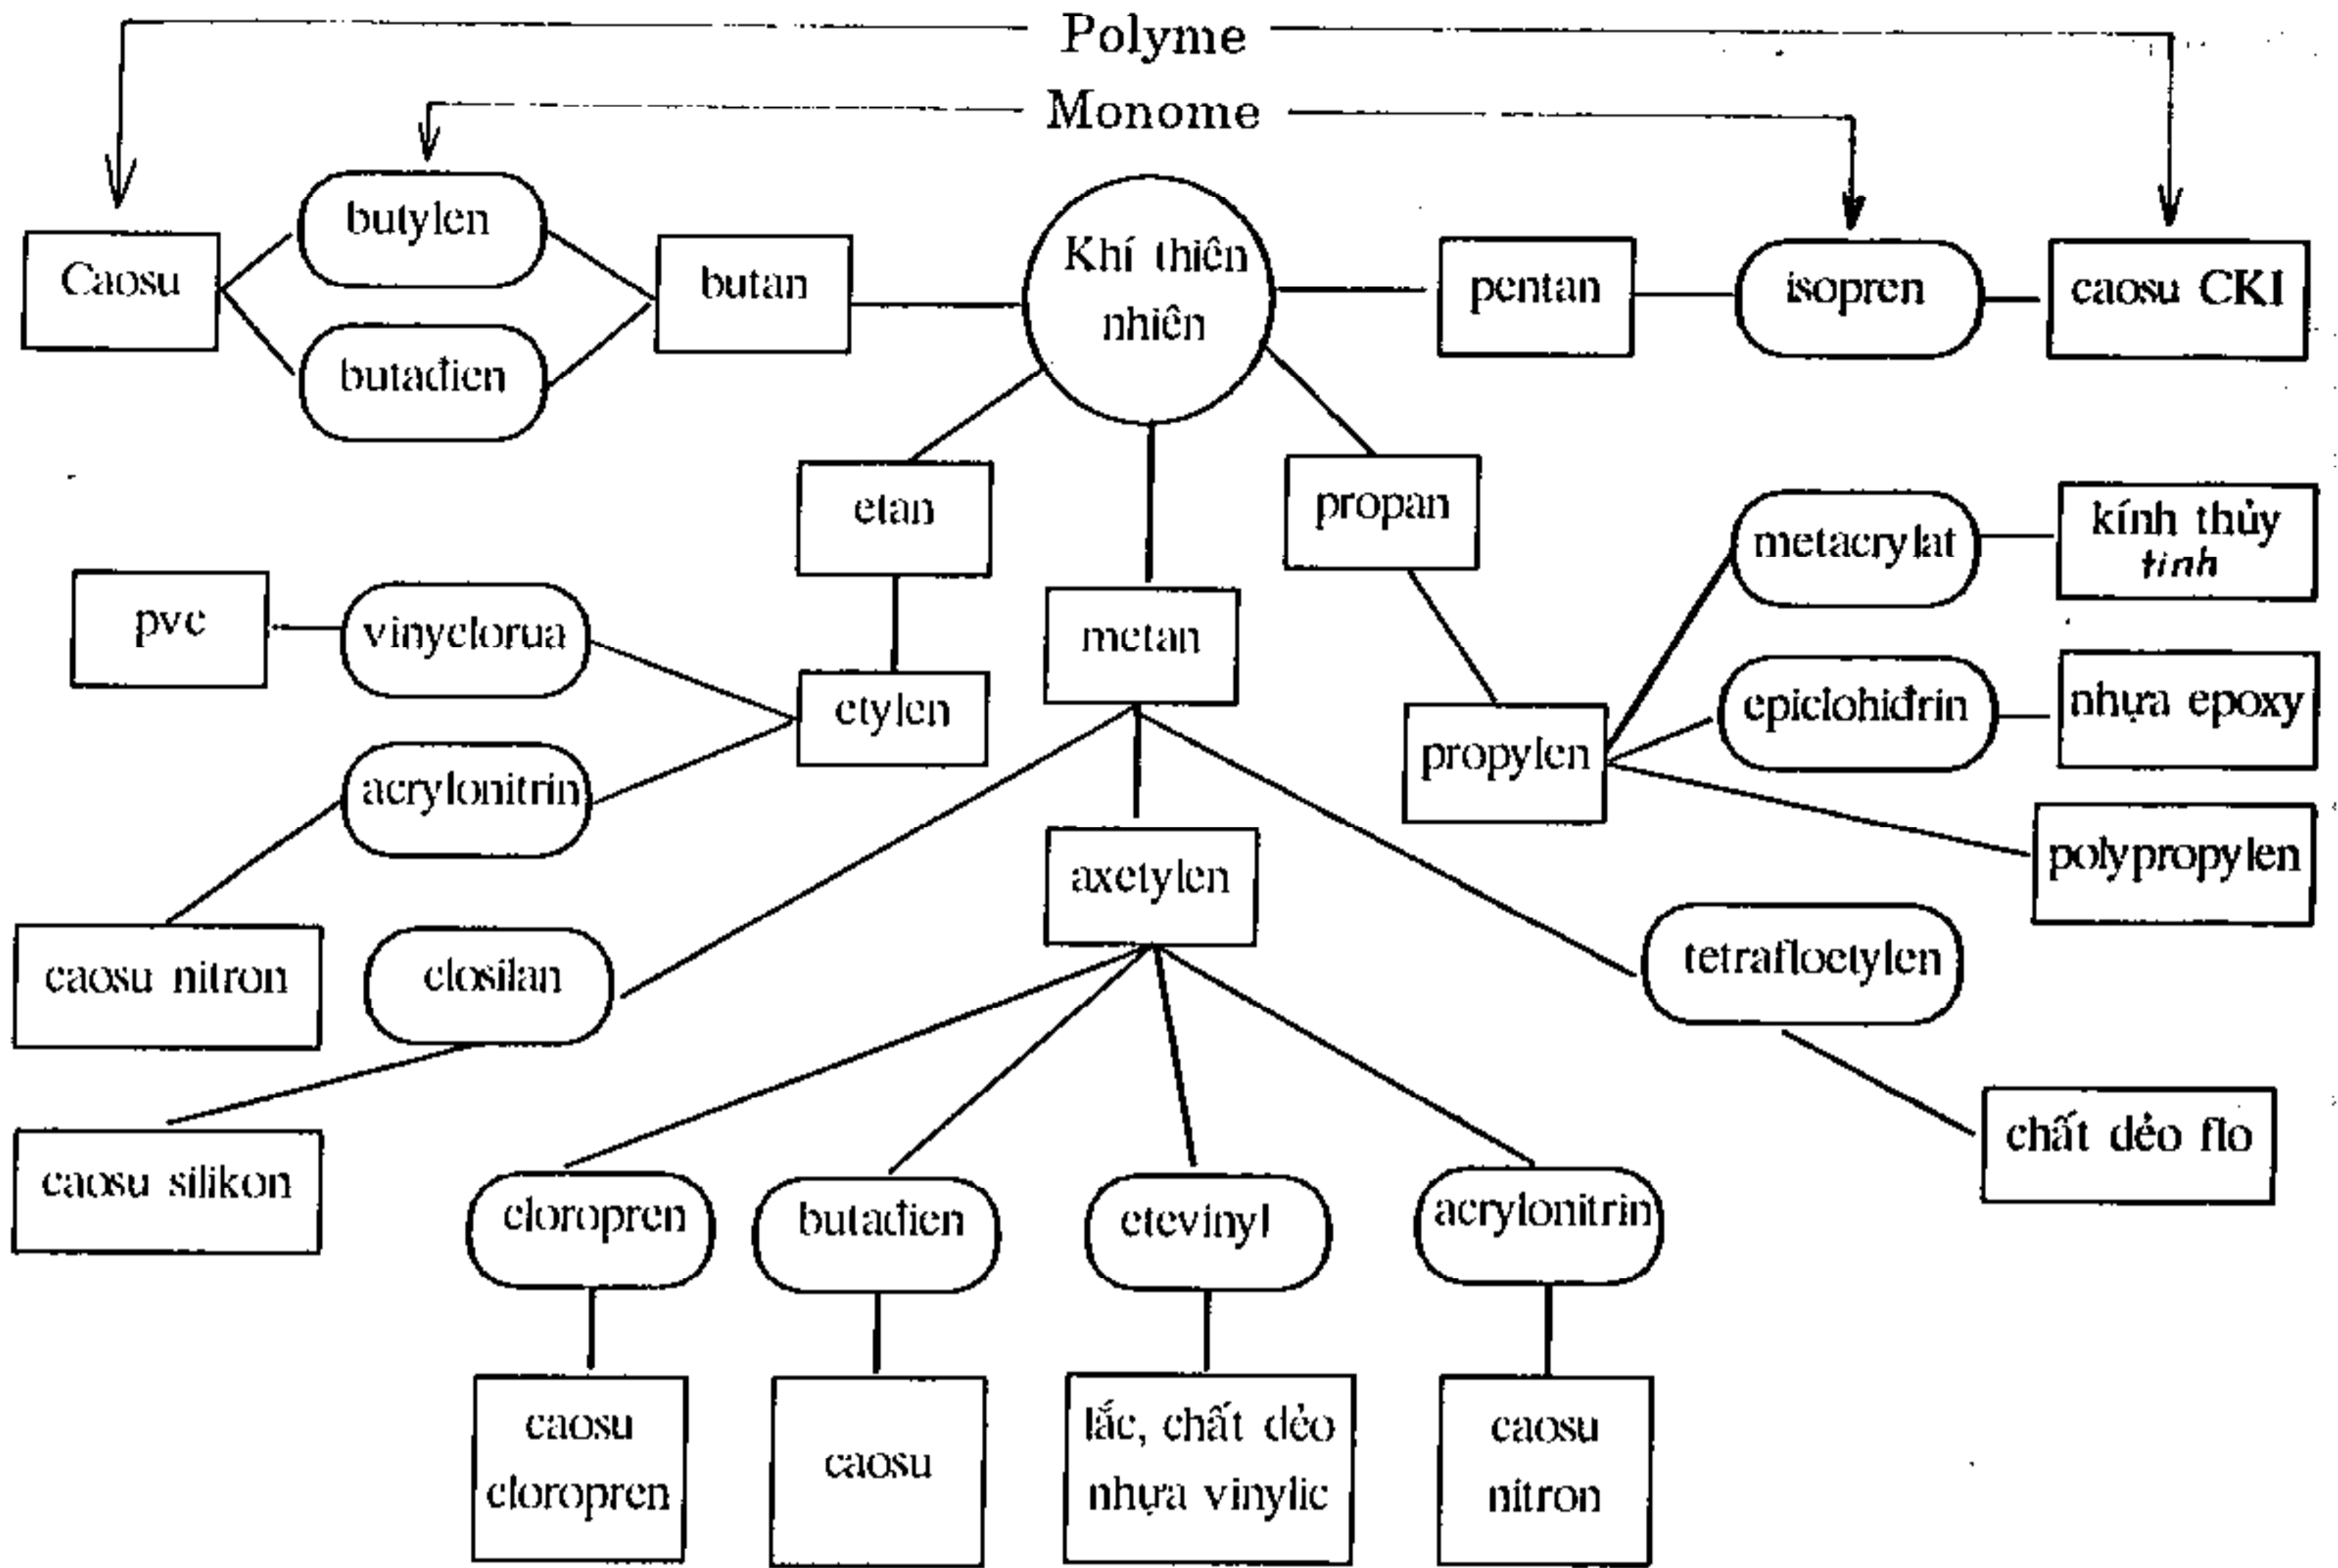 Polyme
Monome
butylen
Caosu
butan
Khí thiên
nhiên
pentan
isopren
caosu CKI
butađien
etan
propan
metacrylat
kính thủy
tinh
pvc
vinyclorua
metan
etylen
epiclohiđrin
nhựa epoxy
propylen
acrylonitrin
axetylen
polypropylen
caosu nitron
closilan
tetrafloetylen
chất dẻo flo
caosu silikon
cloropren
butađien
etevinyl
acrylonitrin
caosu
cloropren
caosu
lắc, chất dẻo
nhựa vinylic
caosu
nitron